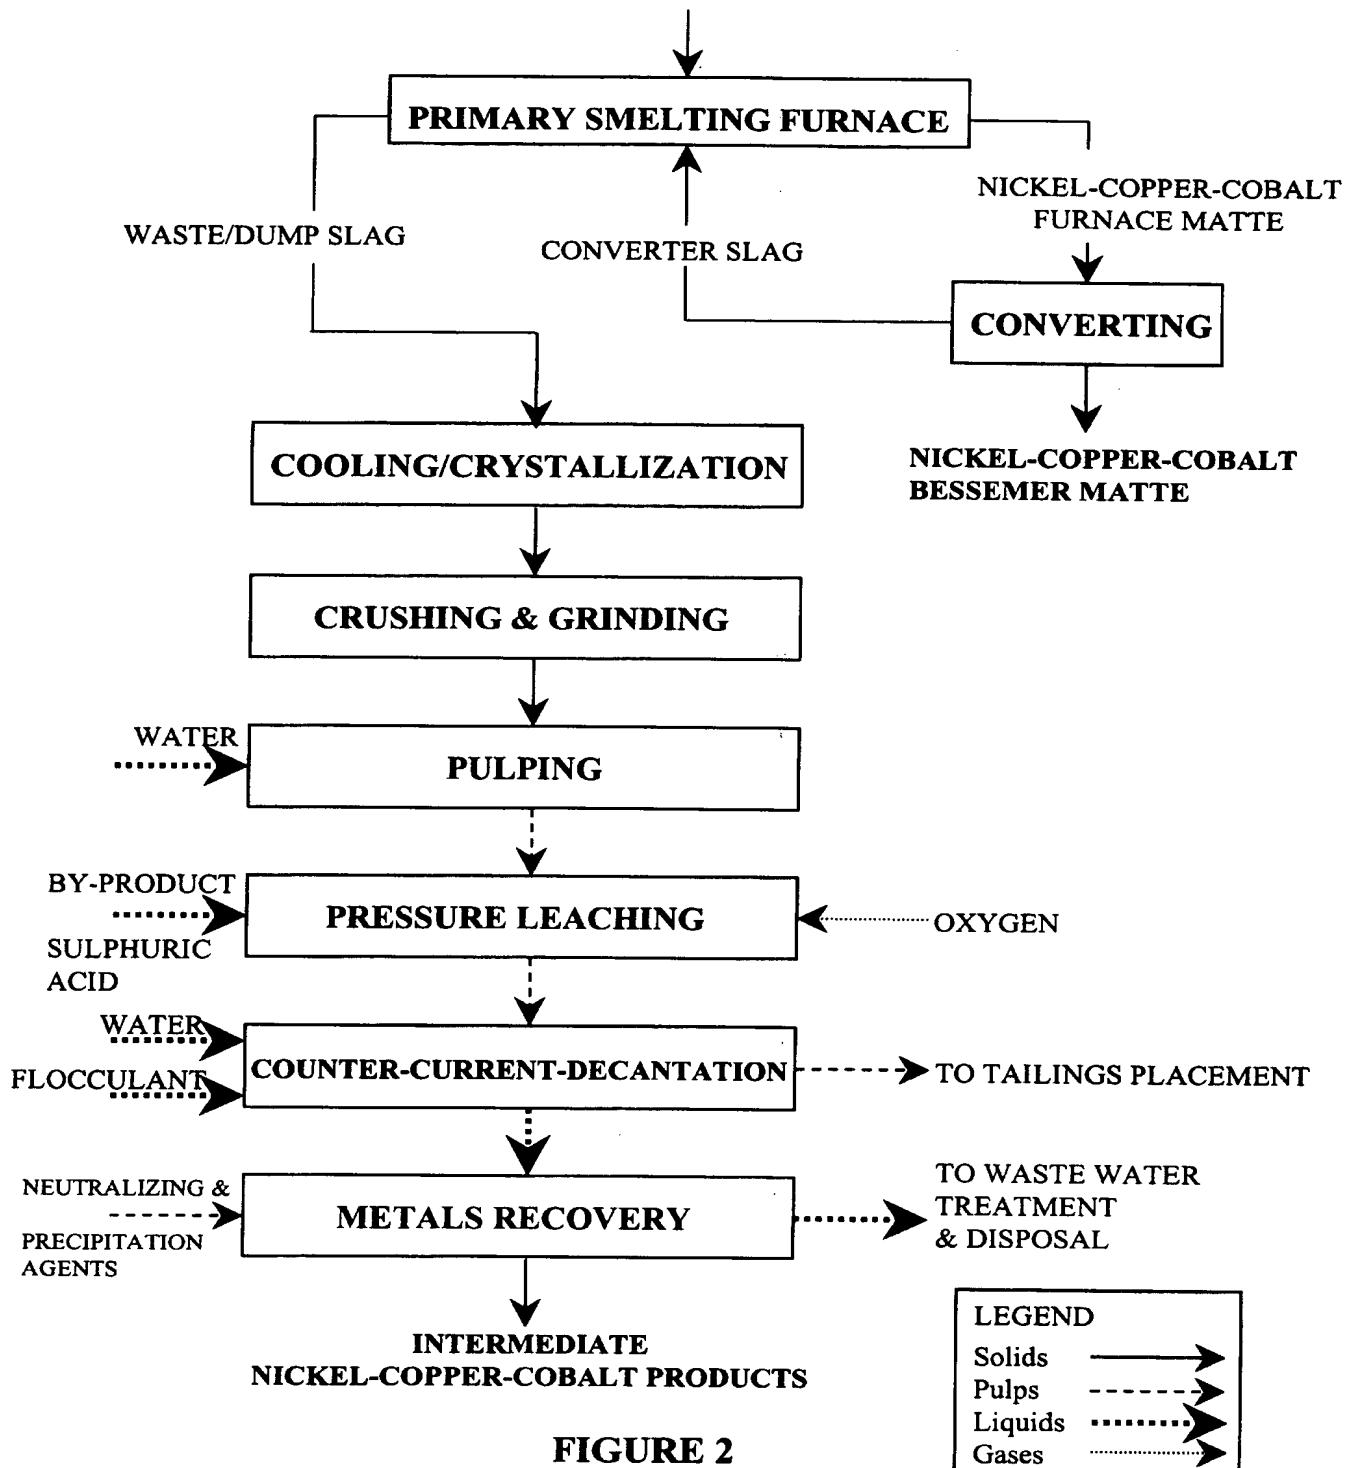 PRIMARY SMELTING FURNACE
NICKEL-COPPER-COBALT
FURNACE MATTE
WASTE/DUMP SLAG
CONVERTER SLAG
CONVERTING
COOLING/CRYSTALLIZATION
NICKEL-COPPER-COBALT
BESSEMER MATTE
CRUSHING & GRINDING
WATER
PULPING
BY-PRODUCT
SULPHURIC
ACID
PRESSURE LEACHING
OXYGEN
WATER
FLOCCULANT
COUNTER-CURRENT-DECANTATION
TO TAILINGS PLACEMENT
NEUTRALIZING &
PRECIPITATION
AGENTS
METALS RECOVERY
TO WASTE WATER
TREATMENT
& DISPOSAL
INTERMEDIATE
NICKEL-COPPER-COBALT PRODUCTS
LEGEND
Solids
Pulps
Liquids
Gases
FIGURE 2